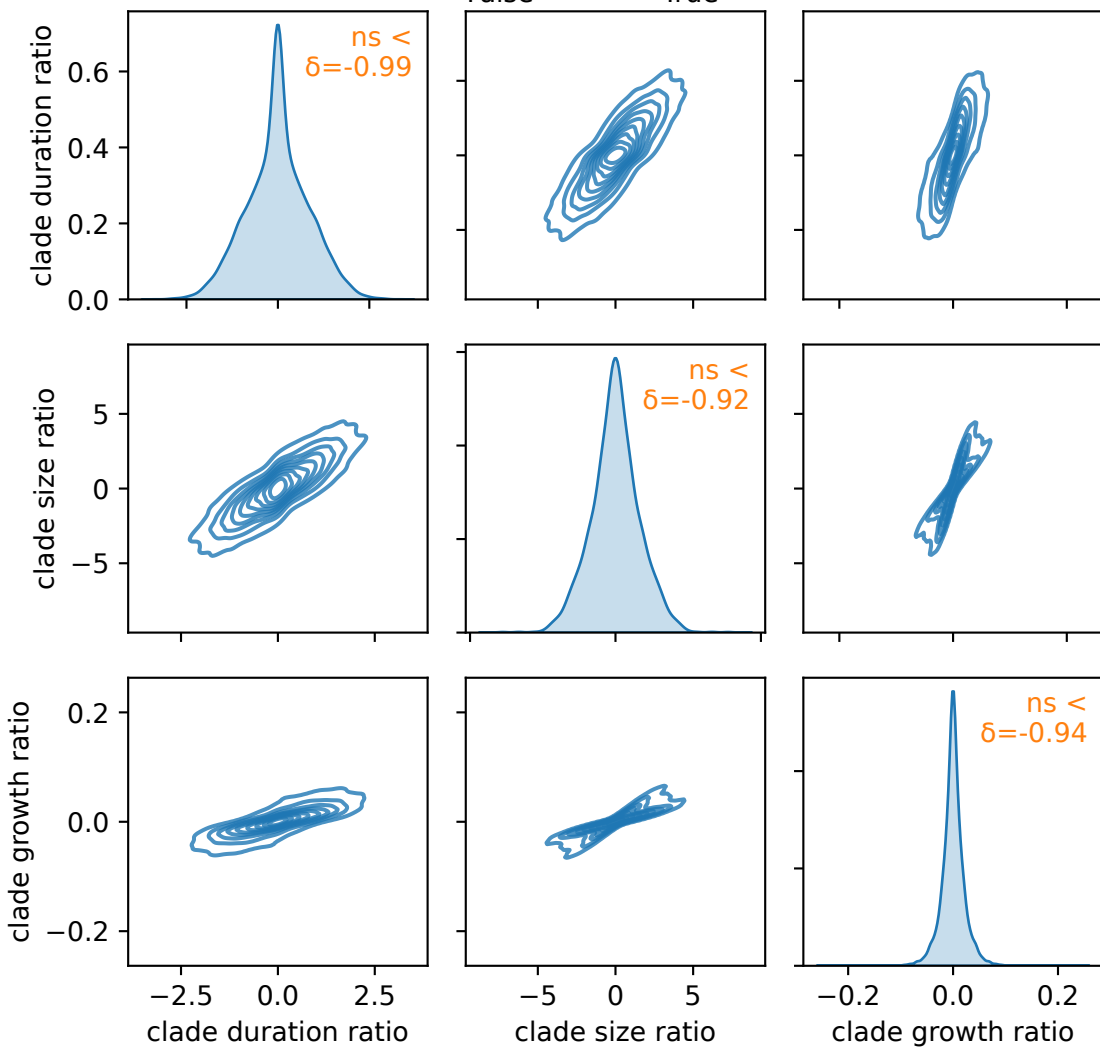 clade duration ratio
0.6
0.4
0.2
0.0
ns <
δ=-0.99
clade size ratio
5
0
−5
ns <
δ=-0.92
clade growth ratio
0.2
0.0
−0.2
ns <
δ=-0.94
−2.5 0.0 2.5
−5 0 5
−0.2 0.0 0.2
clade duration ratio
clade size ratio
clade growth ratio